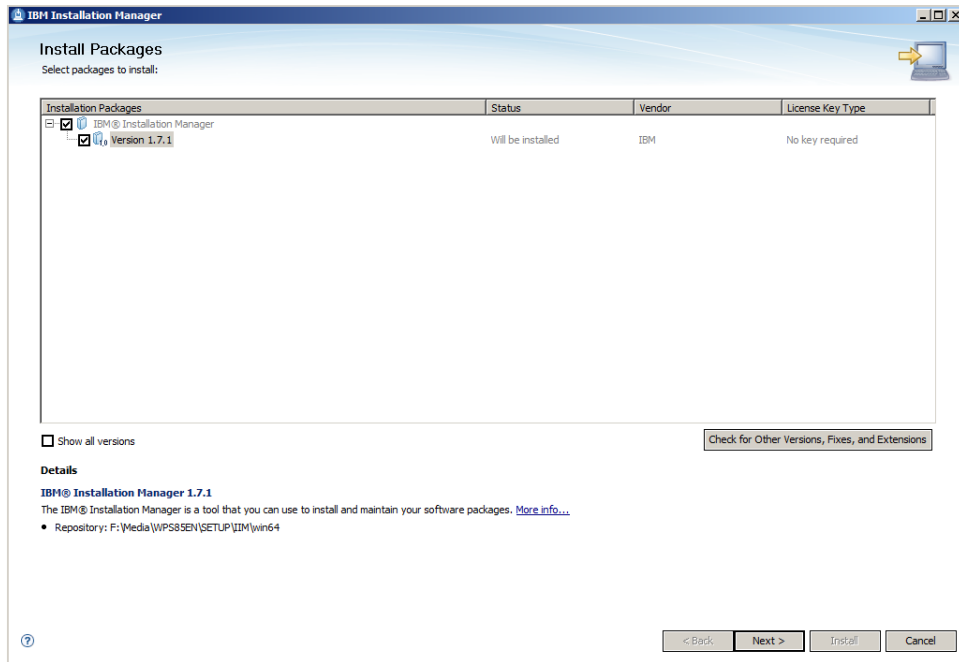 IBM Installation Manager
Install Packages
Select packages to install:
Installation Packages Status Vendor License Key Type
IBM® Installation Manager
Version 1.7.1 Will be installed IBM No key required
Show all versions
Check for Other Versions, Fixes, and Extensions
Details
IBM® Installation Manager 1.7.1
The IBM® Installation Manager is a tool that you can use to install and maintain your software packages. More info...
• Repository: F:\Media\WPS85EN\SETUP\IIM\win64
< Back Next > Install Cancel